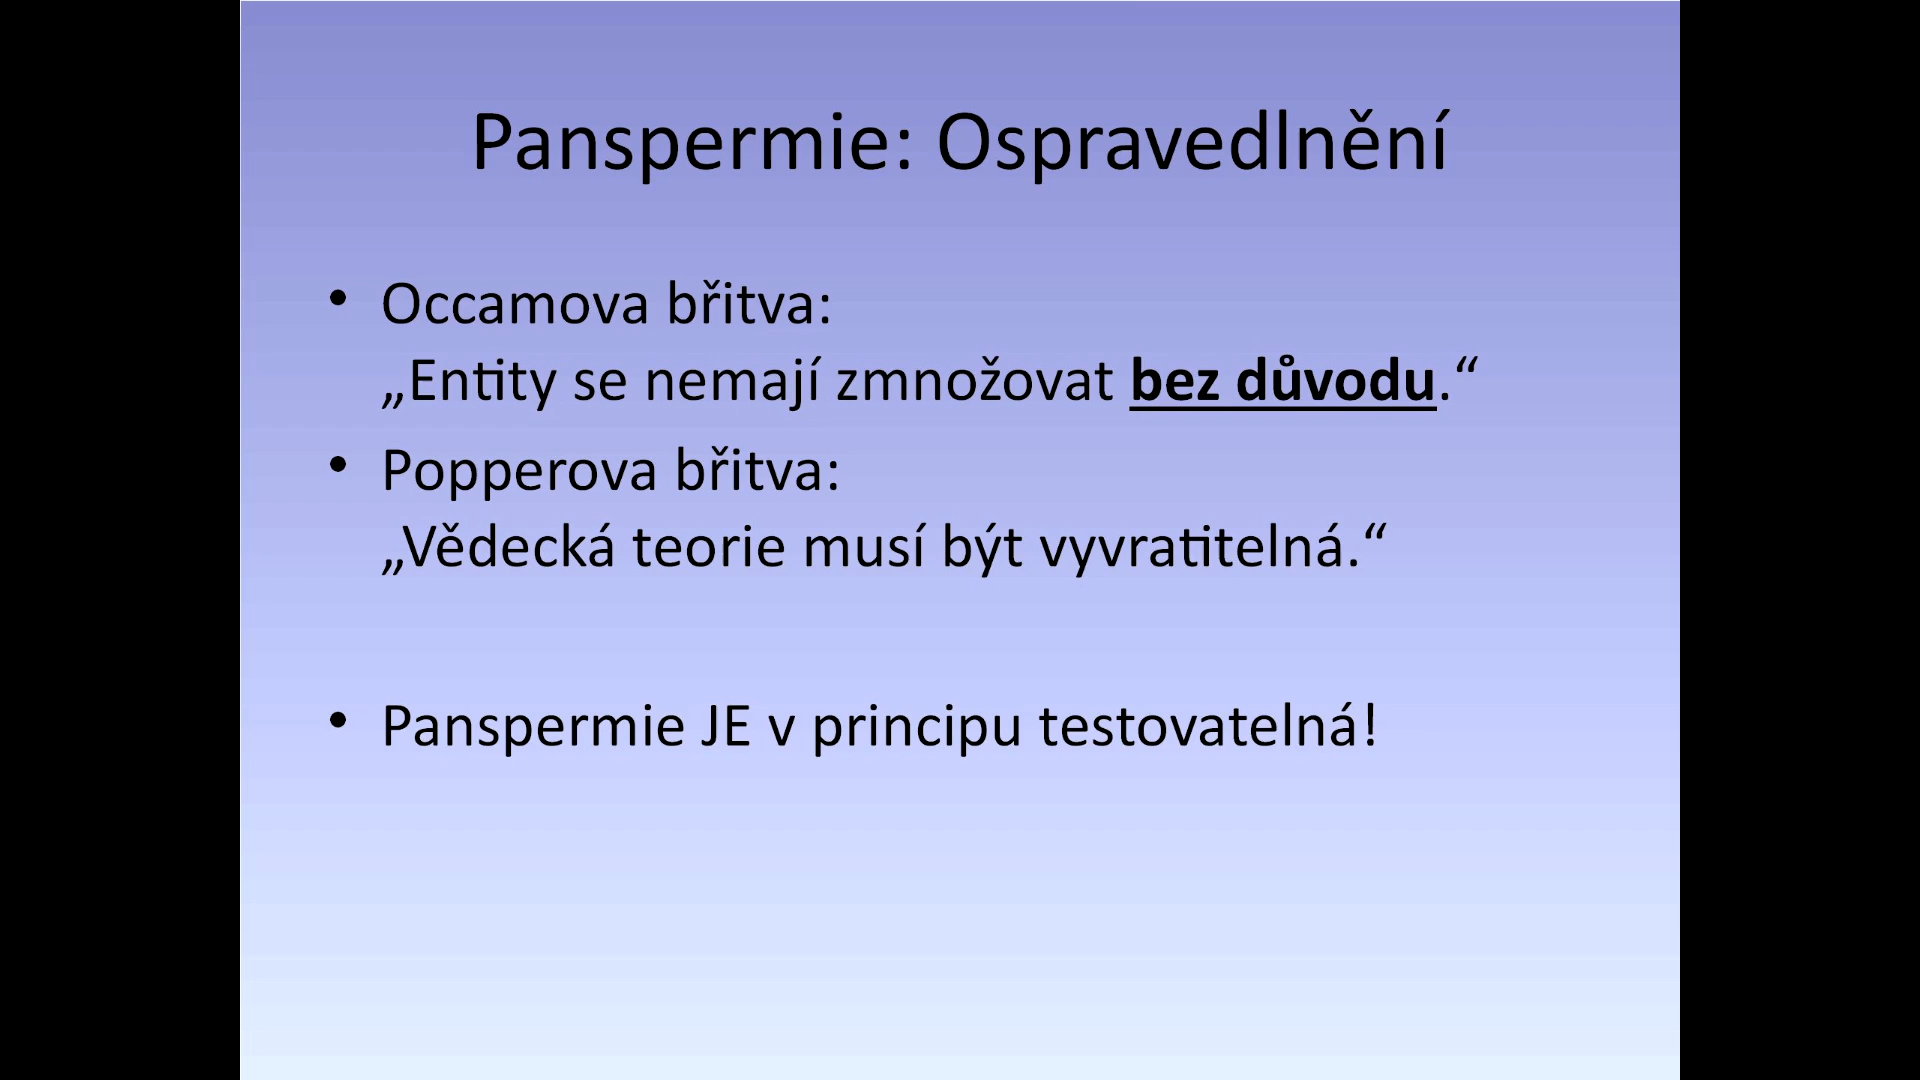 Panspermie: Ospravedlnění
• Occamova břitva:
„Entity se nemají zmnožovat bez důvodu.“
• Popperova břitva:
„Vědecká teorie musí být vyvratitelná.“
• Panspermie JE v principu testovatelná!